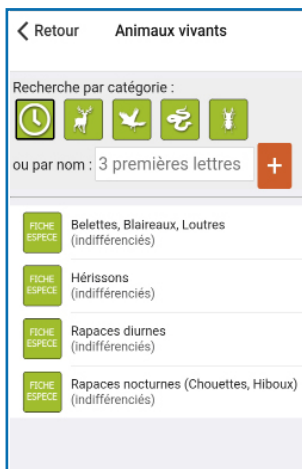 Retour Animaux vivants
Recherche par catégorie :
ou par nom : 3 premières lettres +
FICHE ESPECE
Belettes, Blaireaux, Loutres
(indifférenciés)
FICHE ESPECE
Hérissons
(indifférenciés)
FICHE ESPECE
Rapaces diurnes
(indifférenciés)
FICHE ESPECE
Rapaces nocturnes (Chouettes, Hiboux)
(indifférenciés)